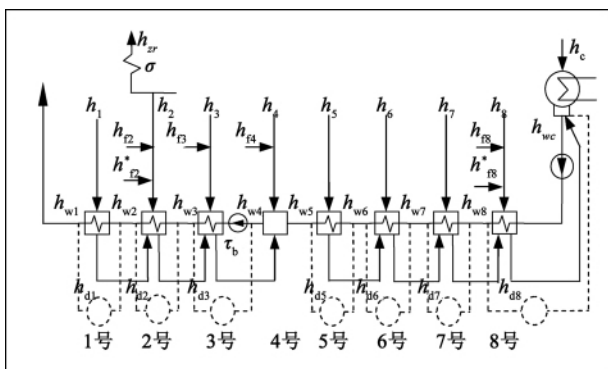 h_zr
h_c
σ
h_1 h_2 h_3 h_4 h_5 h_6 h_7 h_8
h_f2 h_f3 h_f4 h_f8 h_wc
h*_f2 h*_f8
h_w1 h_w2 h_w3 h_w4 h_w5 h_w6 h_w7 h_w8
τ_b
h_d1 h_d2 h_d3 h_d5 h_d6 h_d7 h_d8
1号 2号 3号 4号 5号 6号 7号 8号